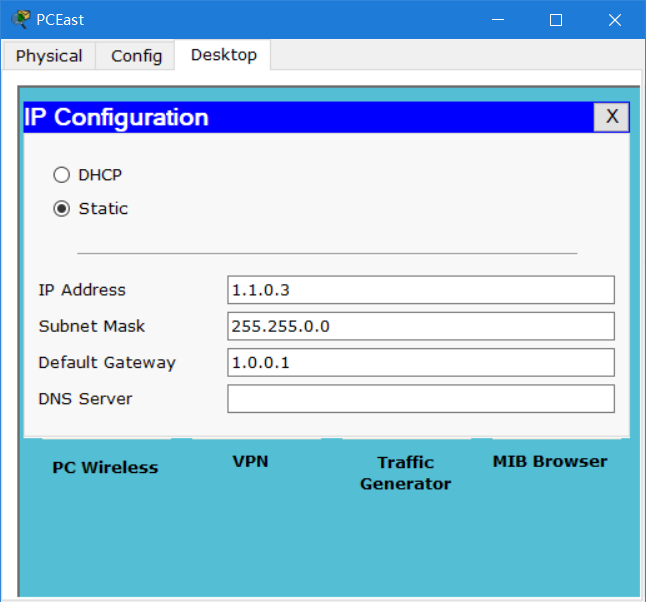 PCEast
Physical Config Desktop
IP Configuration X
DHCP
Static
IP Address 1.1.0.3
Subnet Mask 255.255.0.0
Default Gateway 1.0.0.1
DNS Server
PC Wireless VPN Traffic Generator MIB Browser